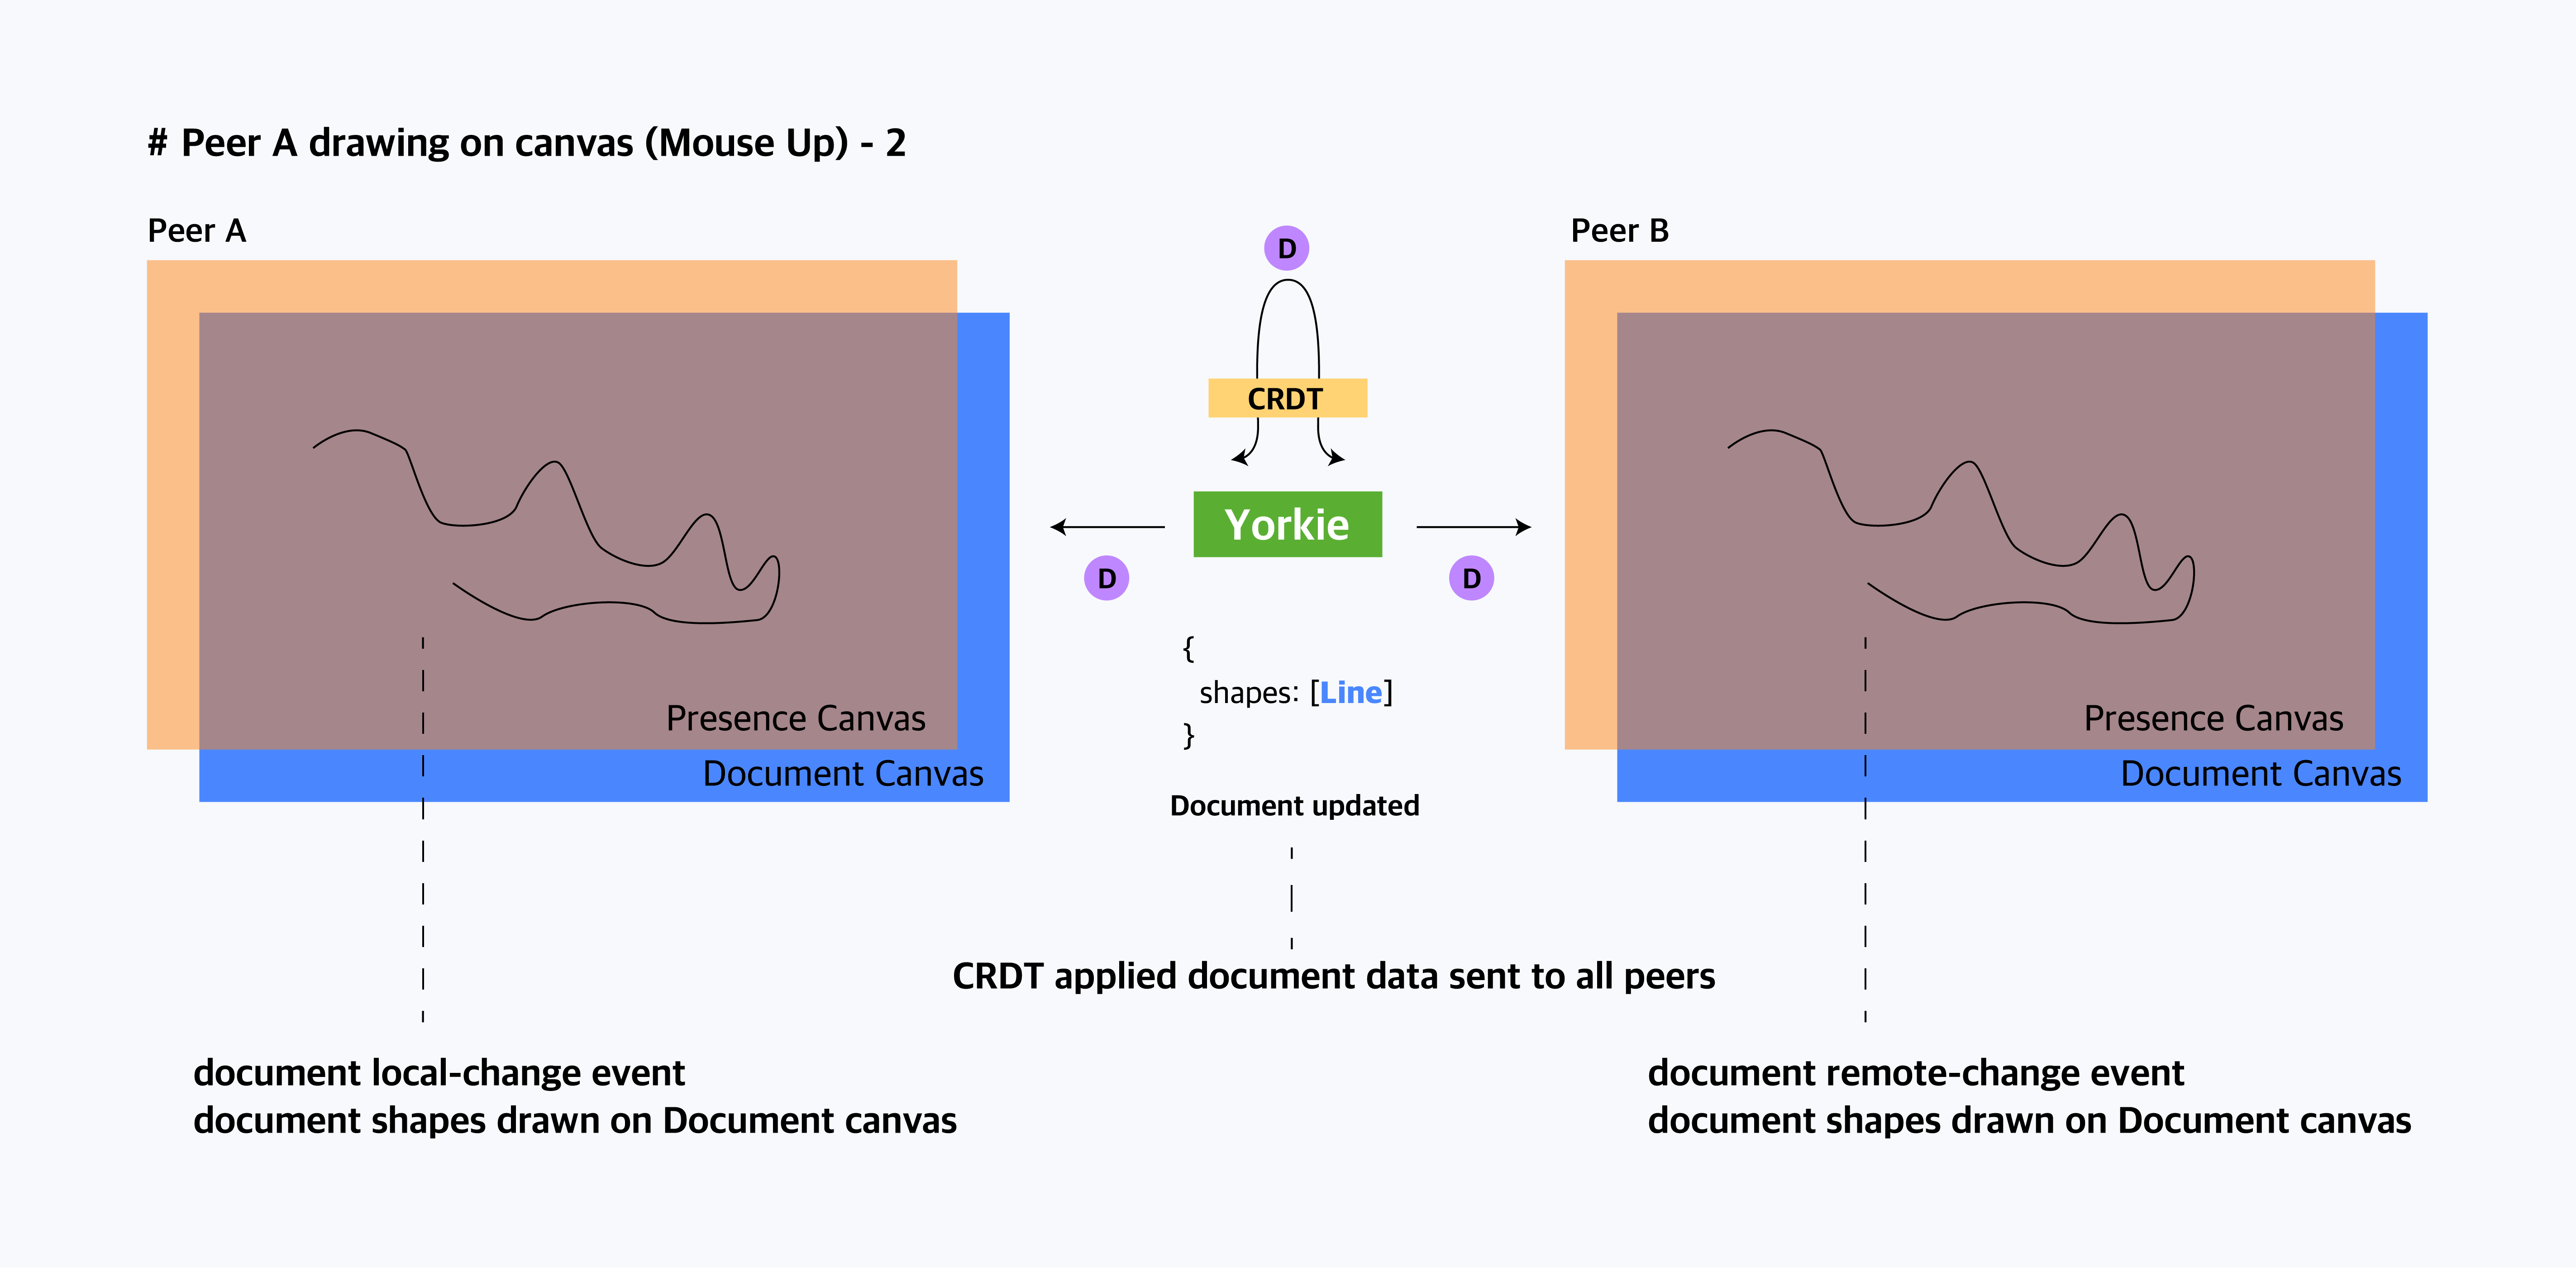 # Peer A drawing on canvas (Mouse Up) - 2
Peer A
Presence Canvas
Document Canvas
document local-change event
document shapes drawn on Document canvas
D
CRDT
Yorkie
D
D
{
shapes: [Line]
}
Document updated
CRDT applied document data sent to all peers
Peer B
Presence Canvas
Document Canvas
document remote-change event
document shapes drawn on Document canvas